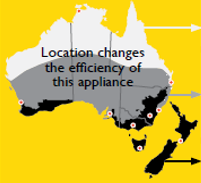 Location changes
the efficiency of
this appliance